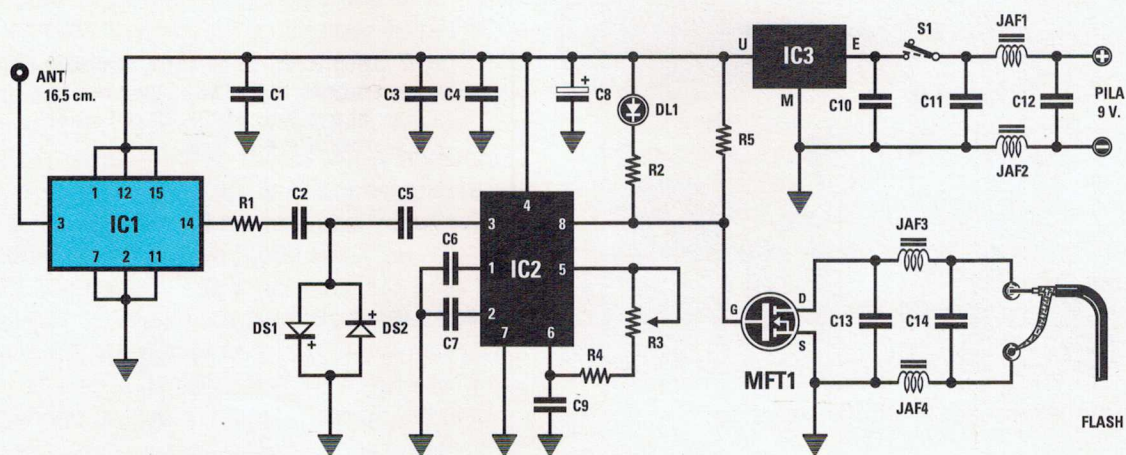 ANT
16,5 cm.
C1
C3
C4
+
C8
DL1
R2
R5
U
IC3
E
M
S1
C10
C11
C12
JAF1
JAF2
+
PILA
9 V.
−
1 12 15
3 IC1 14
7 2 11
R1
C2
C5
DS1
+
+
DS2
C6
C7
3 4 8
1 IC2 5
2 7 6
R3
R4
C9
G
D
S
MFT1
JAF3
C13
C14
JAF4
FLASH